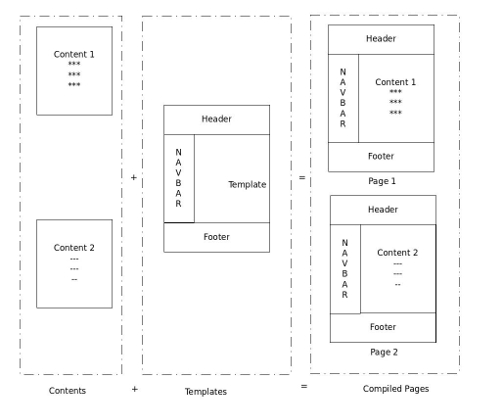 Content 1
***
***
***
Content 2
---
---
--
+
Header
N
A
V
B
A
R
Template
Footer
=
Header
N
A
V
B
A
R
Content 1
***
***
***
Footer
Page 1
Header
N
A
V
B
A
R
Content 2
---
---
--
Footer
Page 2
Contents + Templates = Compiled Pages